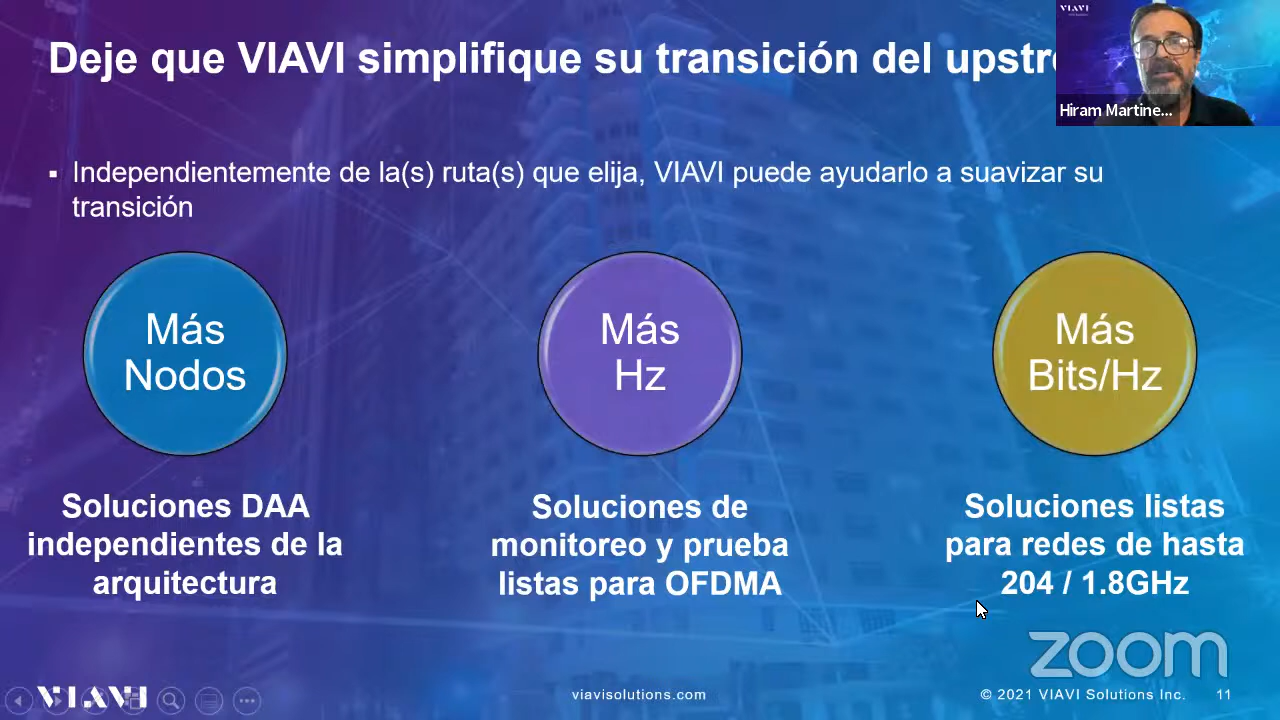 Deje que VIAVI simplifique su transición del
VIAVI
Hiram Martine...
▪ Independientemente de la(s) ruta(s) que elija, VIAVI puede ayudarlo a suavizar su
transición
Más
Nodos
Más
Hz
Más
Bits/Hz
Soluciones DAA
independientes de la
arquitectura
Soluciones de
monitoreo y prueba
listas para OFDMA
Soluciones listas
para redes de hasta
204 / 1.8GHz
zoom
VIAVI
viavisolutions.com
© 2021 VIAVI Solutions Inc.
11